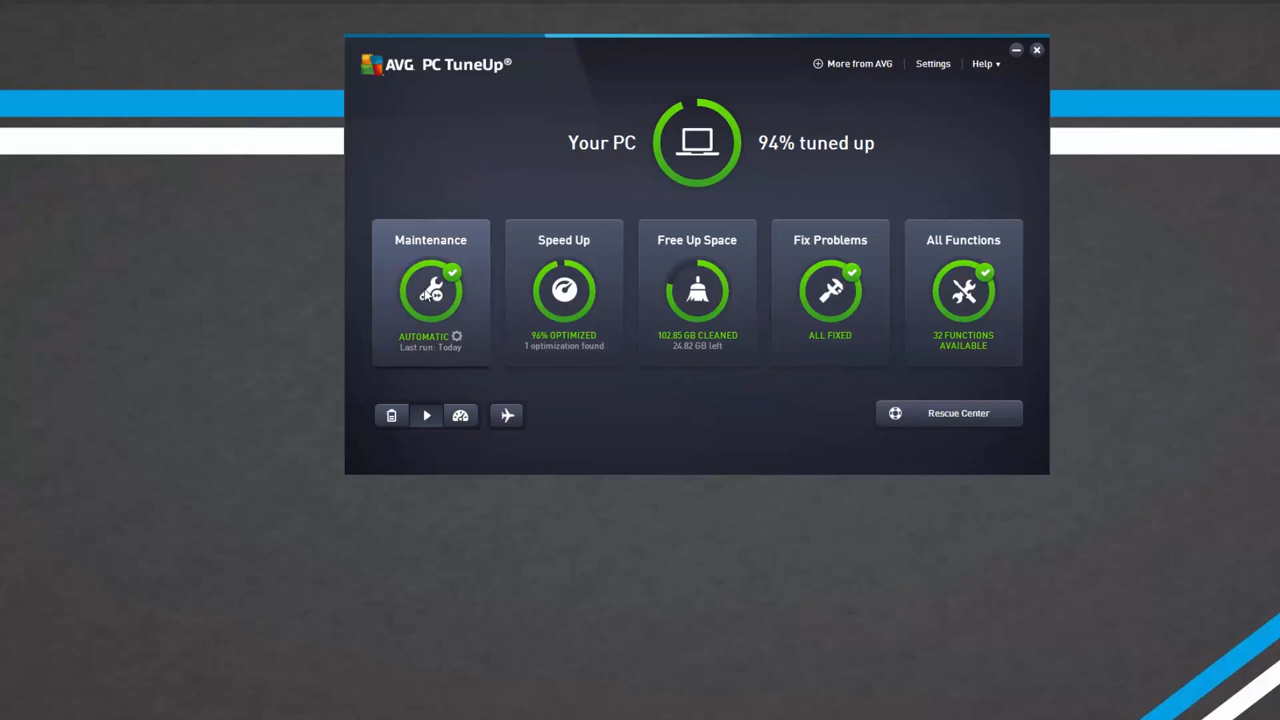 AVG PC TuneUp®
More from AVG
Settings
Help
Your PC
94% tuned up
Maintenance
AUTOMATIC
Last run: Today
Speed Up
96% OPTIMIZED
1 optimization found
Free Up Space
102.85 GB CLEANED
24.82 GB left
Fix Problems
ALL FIXED
All Functions
32 FUNCTIONS
AVAILABLE
Rescue Center